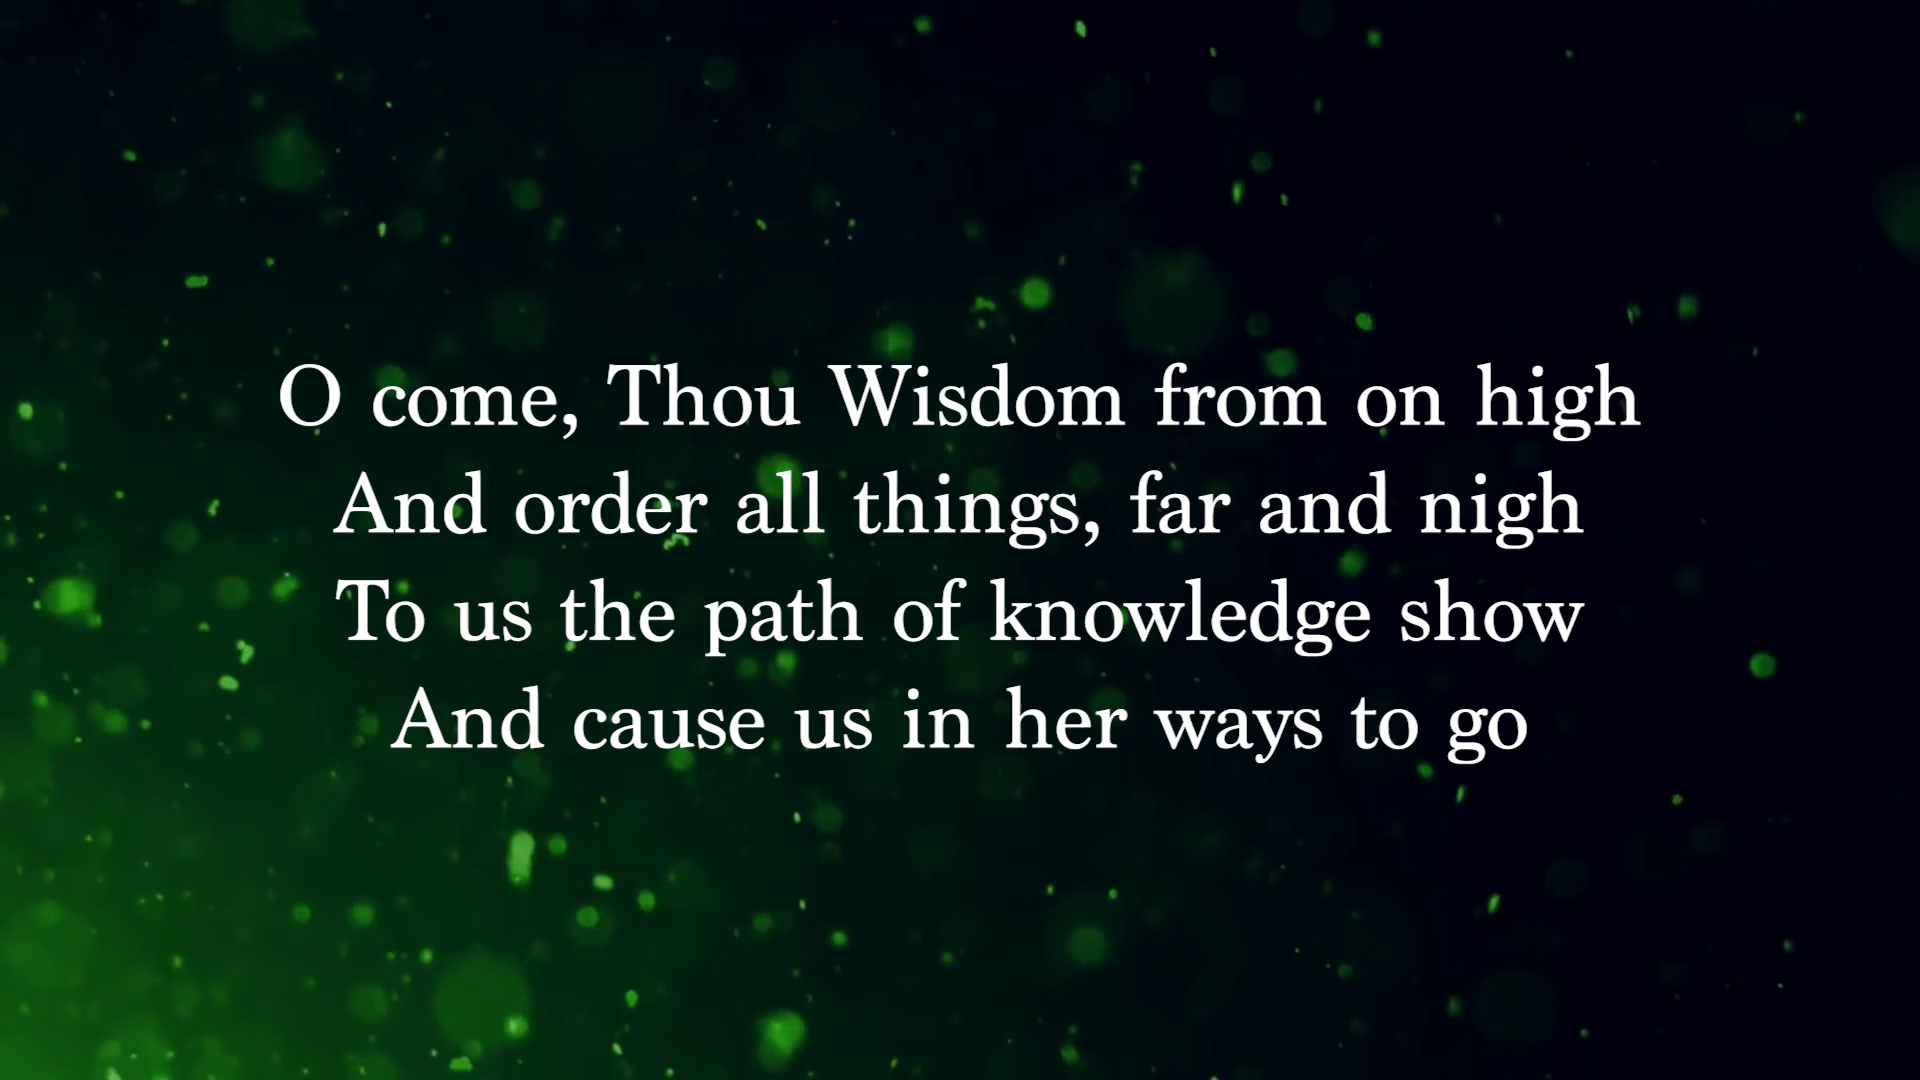 O come, Thou Wisdom from on high
And order all things, far and nigh
To us the path of knowledge show
And cause us in her ways to go